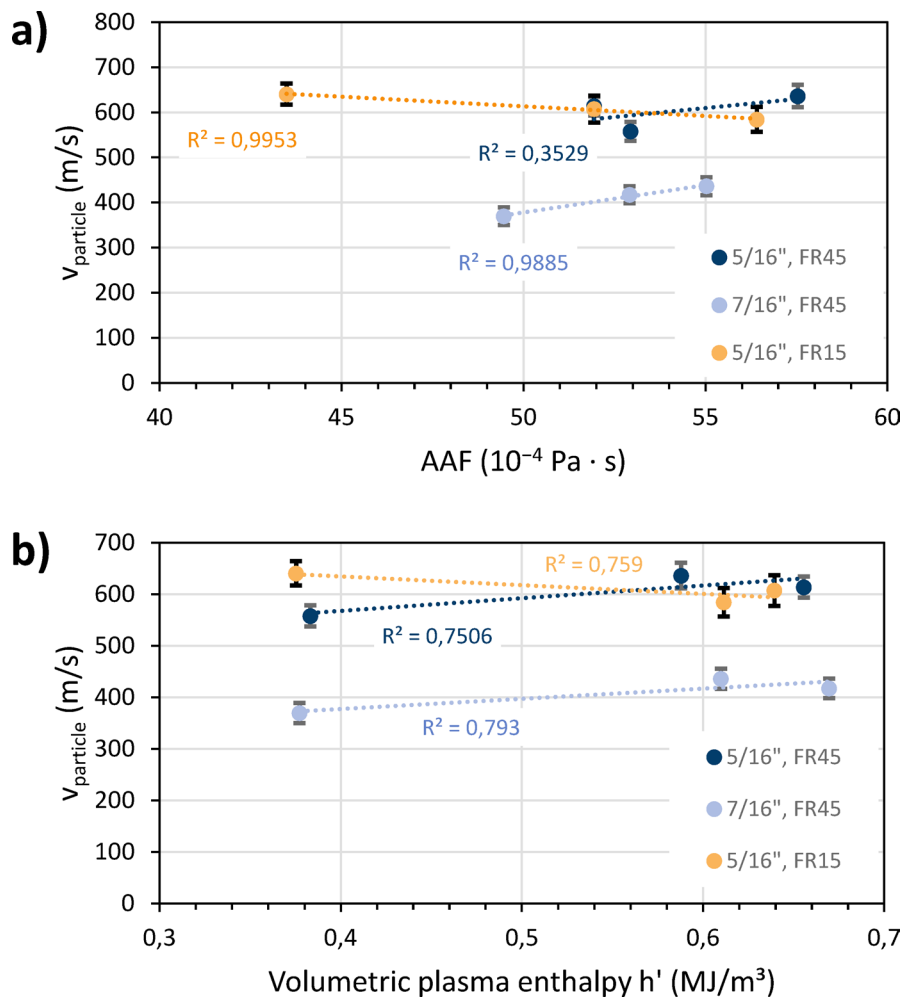 a)
800
700
600
500
400
300
200
100
0
v_particle (m/s)
R² = 0,9953
R² = 0,3529
R² = 0,9885
5/16", FR45
7/16", FR45
5/16", FR15
40 45 50 55 60
AAF (10⁻⁴ Pa · s)
b)
700
600
500
400
300
200
100
0
v_particle (m/s)
R² = 0,759
R² = 0,7506
R² = 0,793
5/16", FR45
7/16", FR45
5/16", FR15
0,3 0,4 0,5 0,6 0,7
Volumetric plasma enthalpy h' (MJ/m³)